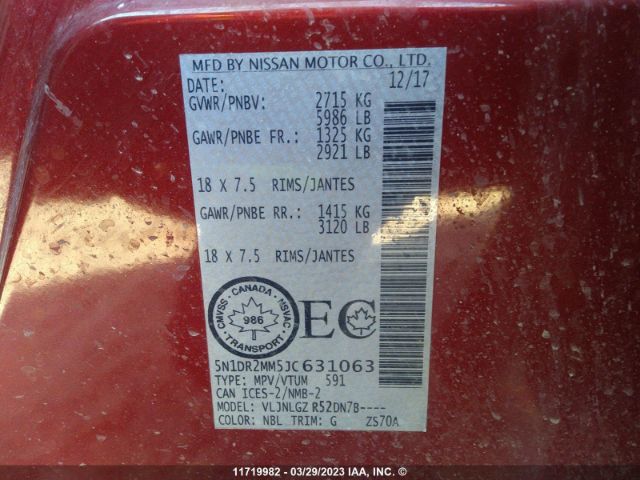 MFD BY NISSAN MOTOR CO., LTD.
DATE: 12/17
GVWR/PNBV: 2715 KG
5986 LB
GAWR/PNBE FR.: 1325 KG
2921 LB
18 X 7.5 RIMS/JANTES
GAWR/PNBE RR.: 1415 KG
3120 LB
18 X 7.5 RIMS/JANTES
CANADA
CMVSS MSVAC
986
TRANSPORT
EC
5N1DR2MM5JC631063
TYPE: MPV/VTUM 591
CAN ICES-2/NMB-2
MODEL: VLJNLGZ R52DN7B----
COLOR: NBL TRIM: G ZS70A
11719982 - 03/29/2023 IAA, Inc.